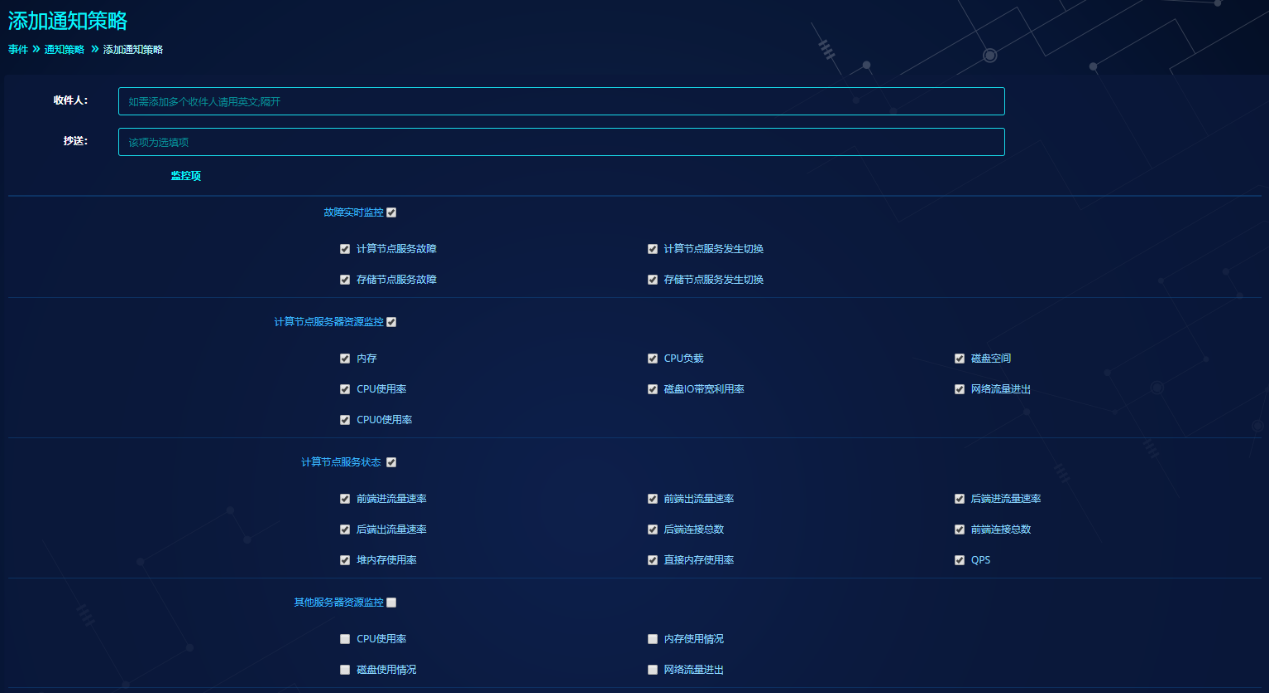 添加通知策略
事件 » 通知策略 » 添加通知策略
收件人: 如需添加多个收件人请用英文;隔开
抄送: 该项为选填项
监控项
故障实时监控
计算节点服务故障 计算节点服务发生切换
存储节点服务故障 存储节点服务发生切换
计算节点服务器资源监控
内存 CPU负载 磁盘空间
CPU使用率 磁盘IO带宽利用率 网络流量进出
CPU0使用率
计算节点服务状态
前端进流量速率 前端出流量速率 后端进流量速率
后端出流量速率 后端连接总数 前端连接总数
堆内存使用率 直接内存使用率 QPS
其他服务器资源监控
CPU使用率 内存使用情况
磁盘使用情况 网络流量进出